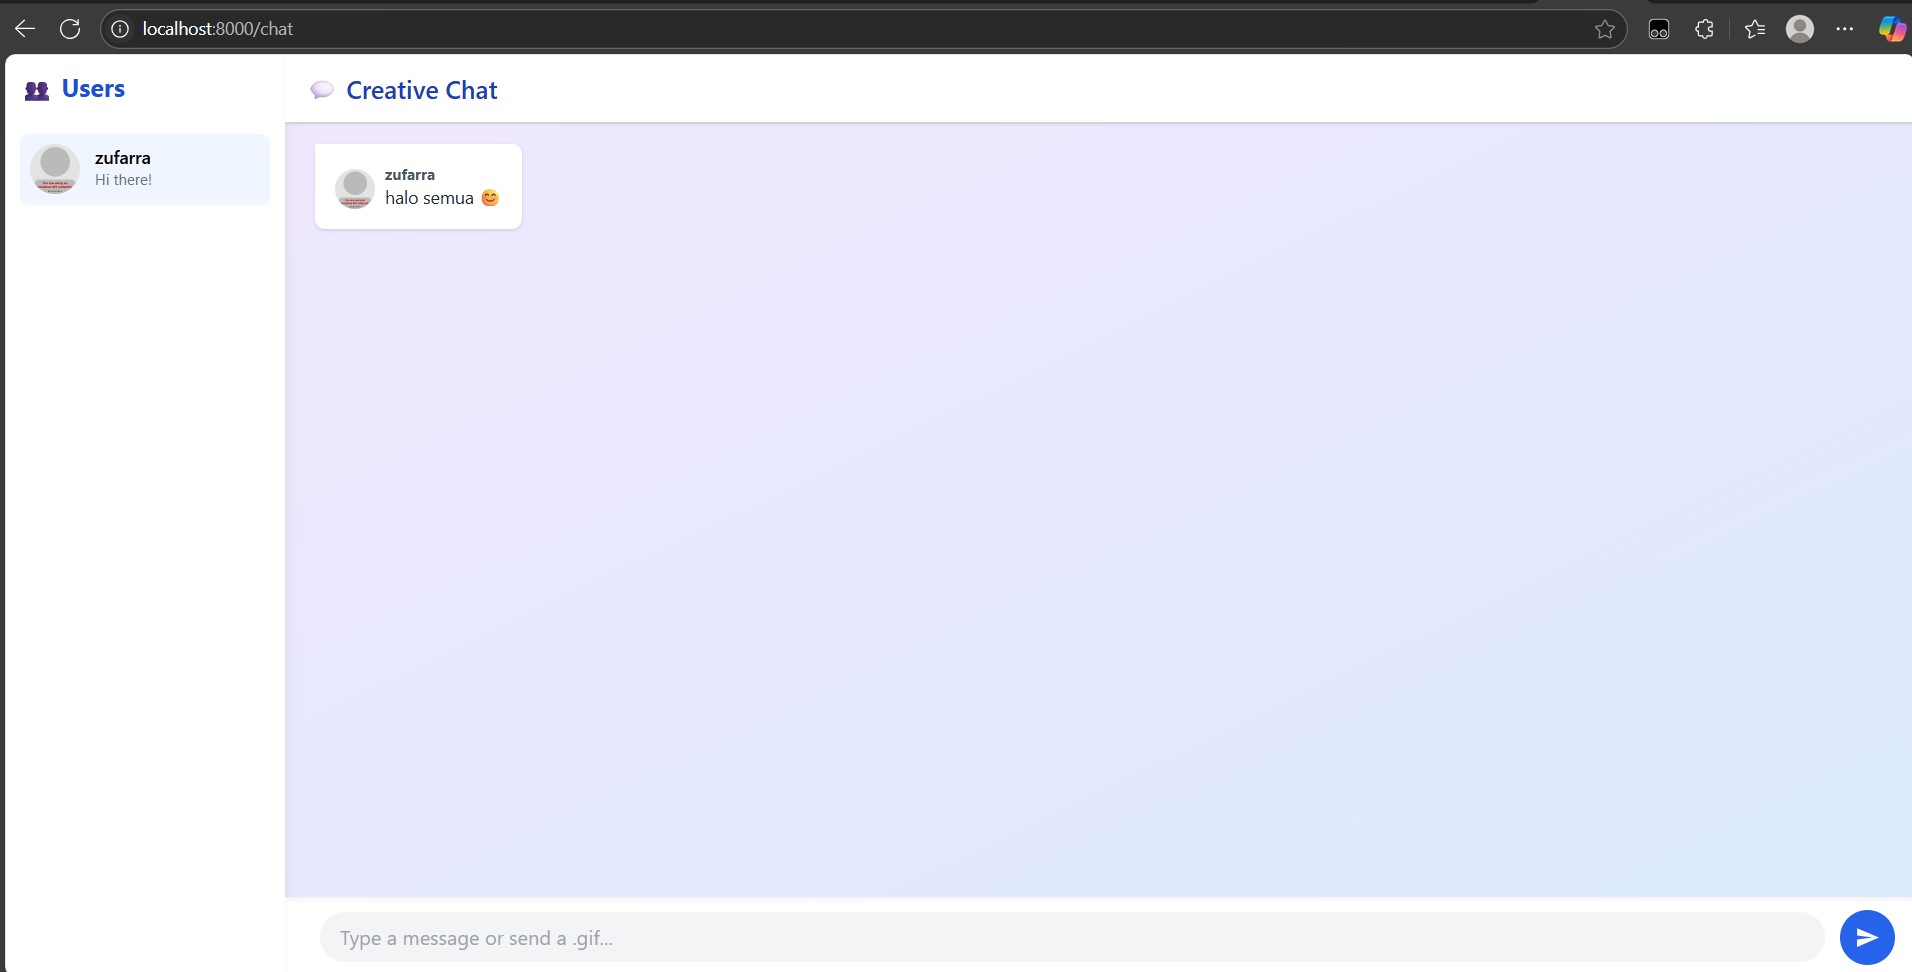 localhost:8000/chat
Users
zufarra
Hi there!
Creative Chat
zufarra
halo semua 😊
Type a message or send a .gif...